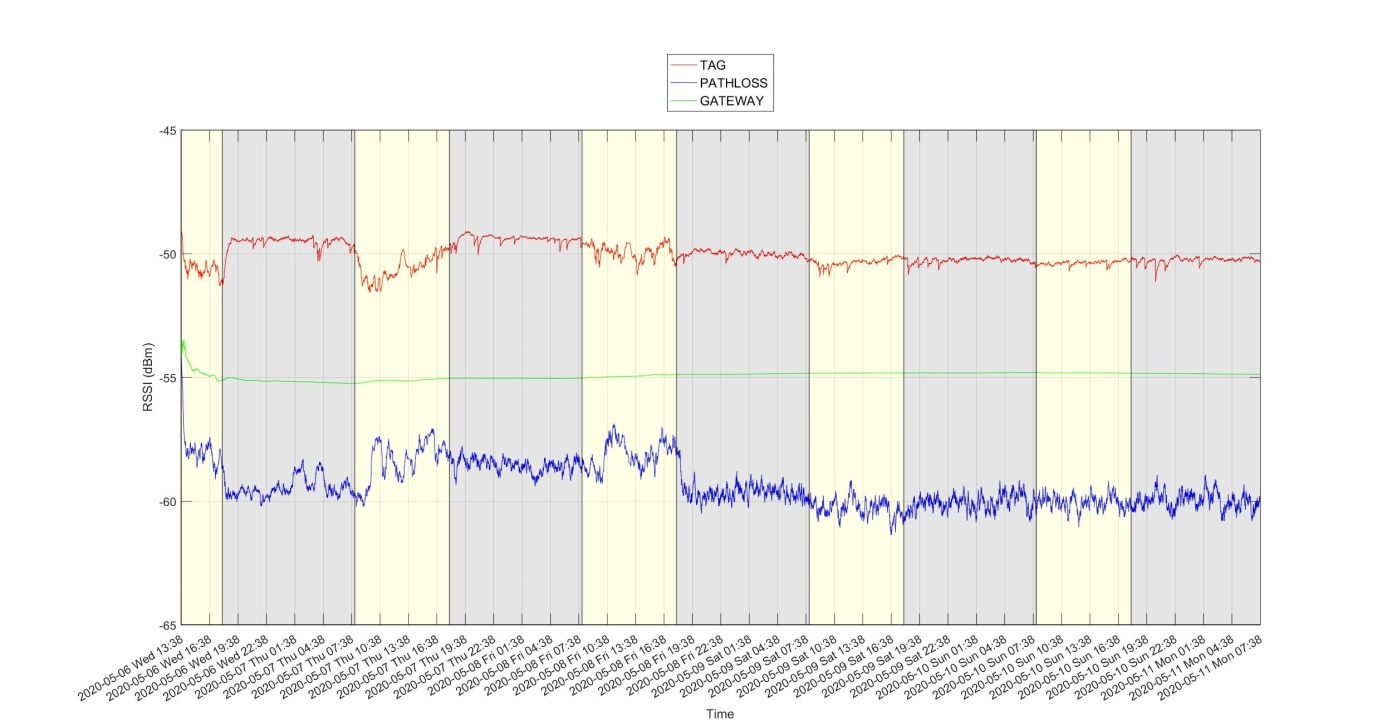 TAG
PATHLOSS
GATEWAY
-45
-50
-55
-60
-65
RSSI (dBm)
2020-05-06 Wed 13:38
2020-05-06 Wed 16:38
2020-05-06 Wed 19:38
2020-05-06 Wed 22:38
2020-05-07 Thu 01:38
2020-05-07 Thu 04:38
2020-05-07 Thu 07:38
2020-05-07 Thu 10:38
2020-05-07 Thu 13:38
2020-05-07 Thu 16:38
2020-05-07 Thu 19:38
2020-05-07 Thu 22:38
2020-05-08 Fri 01:38
2020-05-08 Fri 04:38
2020-05-08 Fri 07:38
2020-05-08 Fri 10:38
2020-05-08 Fri 13:38
2020-05-08 Fri 16:38
2020-05-08 Fri 19:38
2020-05-08 Fri 22:38
2020-05-09 Sat 01:38
2020-05-09 Sat 04:38
2020-05-09 Sat 07:38
2020-05-09 Sat 10:38
2020-05-09 Sat 13:38
2020-05-09 Sat 16:38
2020-05-09 Sat 19:38
2020-05-09 Sat 22:38
2020-05-10 Sun 01:38
2020-05-10 Sun 04:38
2020-05-10 Sun 07:38
2020-05-10 Sun 10:38
2020-05-10 Sun 13:38
2020-05-10 Sun 16:38
2020-05-10 Sun 19:38
2020-05-10 Sun 22:38
2020-05-11 Mon 01:38
2020-05-11 Mon 04:38
2020-05-11 Mon 07:38
Time